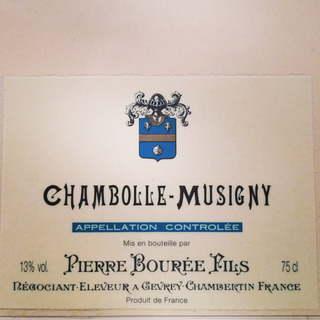 CHAMBOLLE-MUSIGNY
APPELLATION CONTROLÉE
Mis en bouteille par
13% vol. PIERRE BOURÉE FILS 75 cl
NÉGOCIANT-ELEVEUR A GEVREY-CHAMBERTIN FRANCE
Produit de France